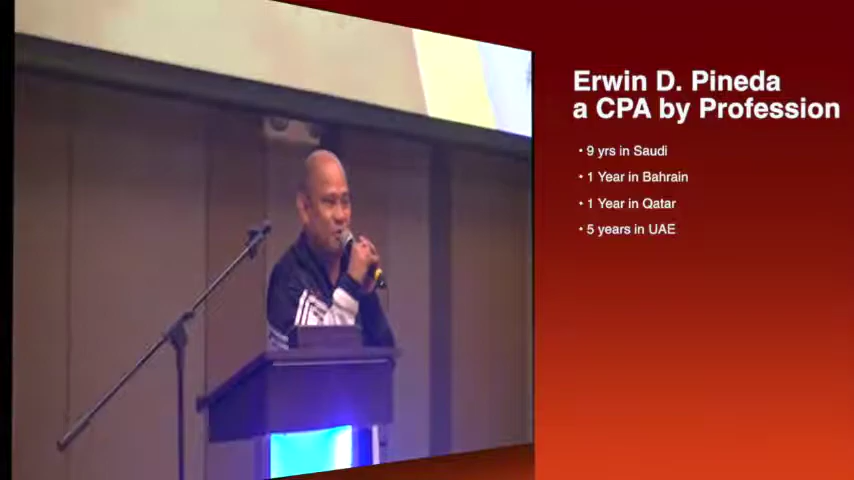 Erwin D. Pineda
a CPA by Profession
• 9 yrs in Saudi
• 1 Year in Bahrain
• 1 Year in Qatar
• 5 years in UAE